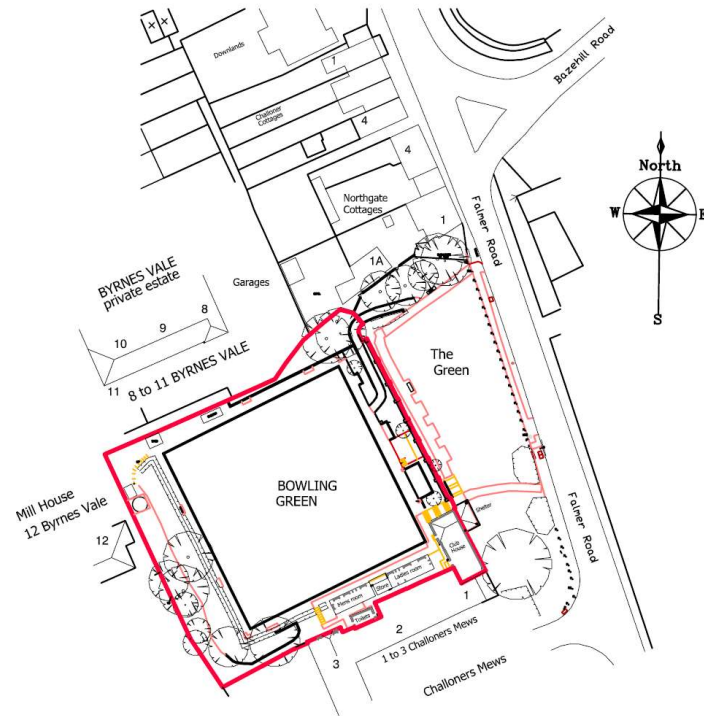 Downlands
1
Bazehill Road
Challoner
Cottages
4
4
Northgate
Cottages
1
1A
Falmer Road
North
W
E
S
BYRNES VALE
private estate
Garages
8
9
10
11
8 to 11 BYRNES VALE
The
Green
BOWLING
GREEN
Mill House
12 Byrnes Vale
12
Shelter
Club
House
Falmer Road
Mens room
Store
Ladies room
Toilets
1
2
3
1 to 3 Challoners Mews
Challoners Mews